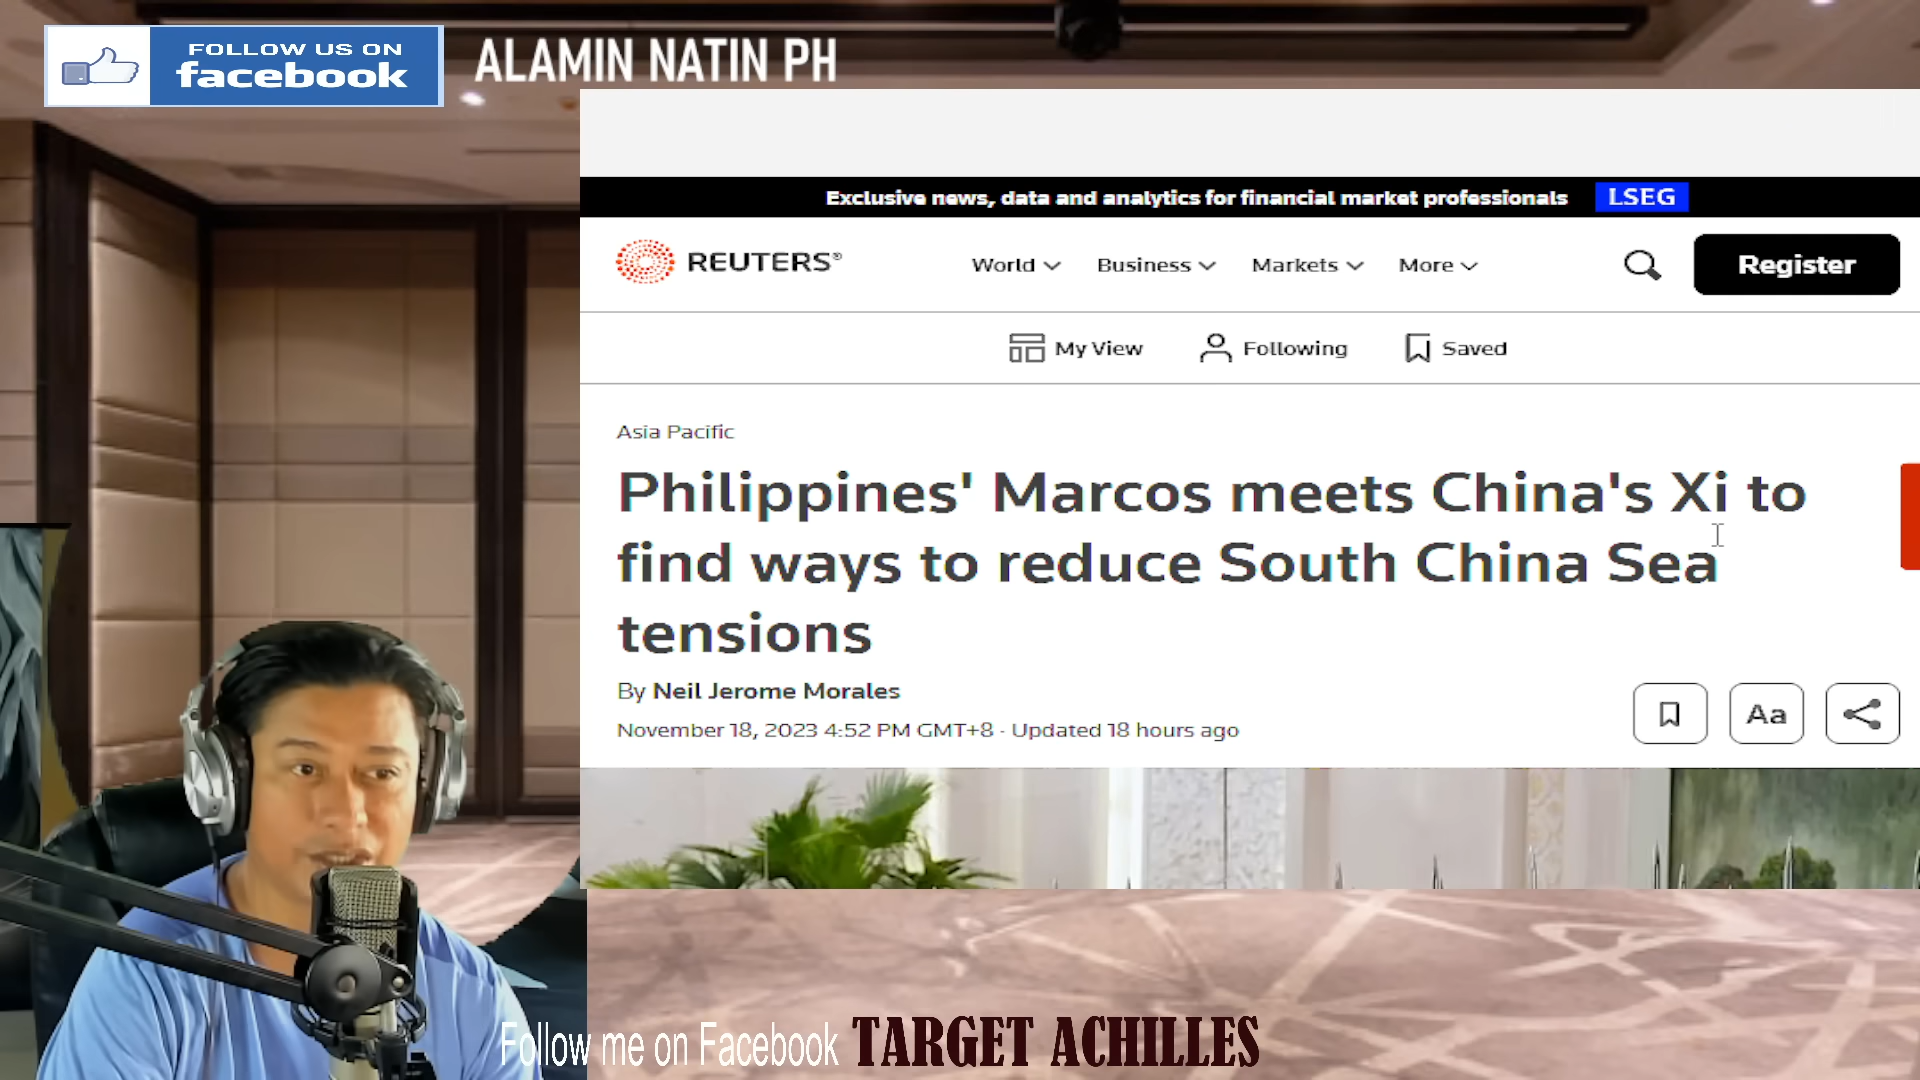 FOLLOW US ON
facebook
ALAMIN NATIN PH
Exclusive news, data and analytics for financial market professionals LSEG
REUTERS®
World Business Markets More
Register
My View Following Saved
Asia Pacific
Philippines' Marcos meets China's Xi to
find ways to reduce South China Sea
tensions
By Neil Jerome Morales
November 18, 2023 4:52 PM GMT+8 · Updated 18 hours ago
Aa
Follow me on Facebook TARGET ACHILLES